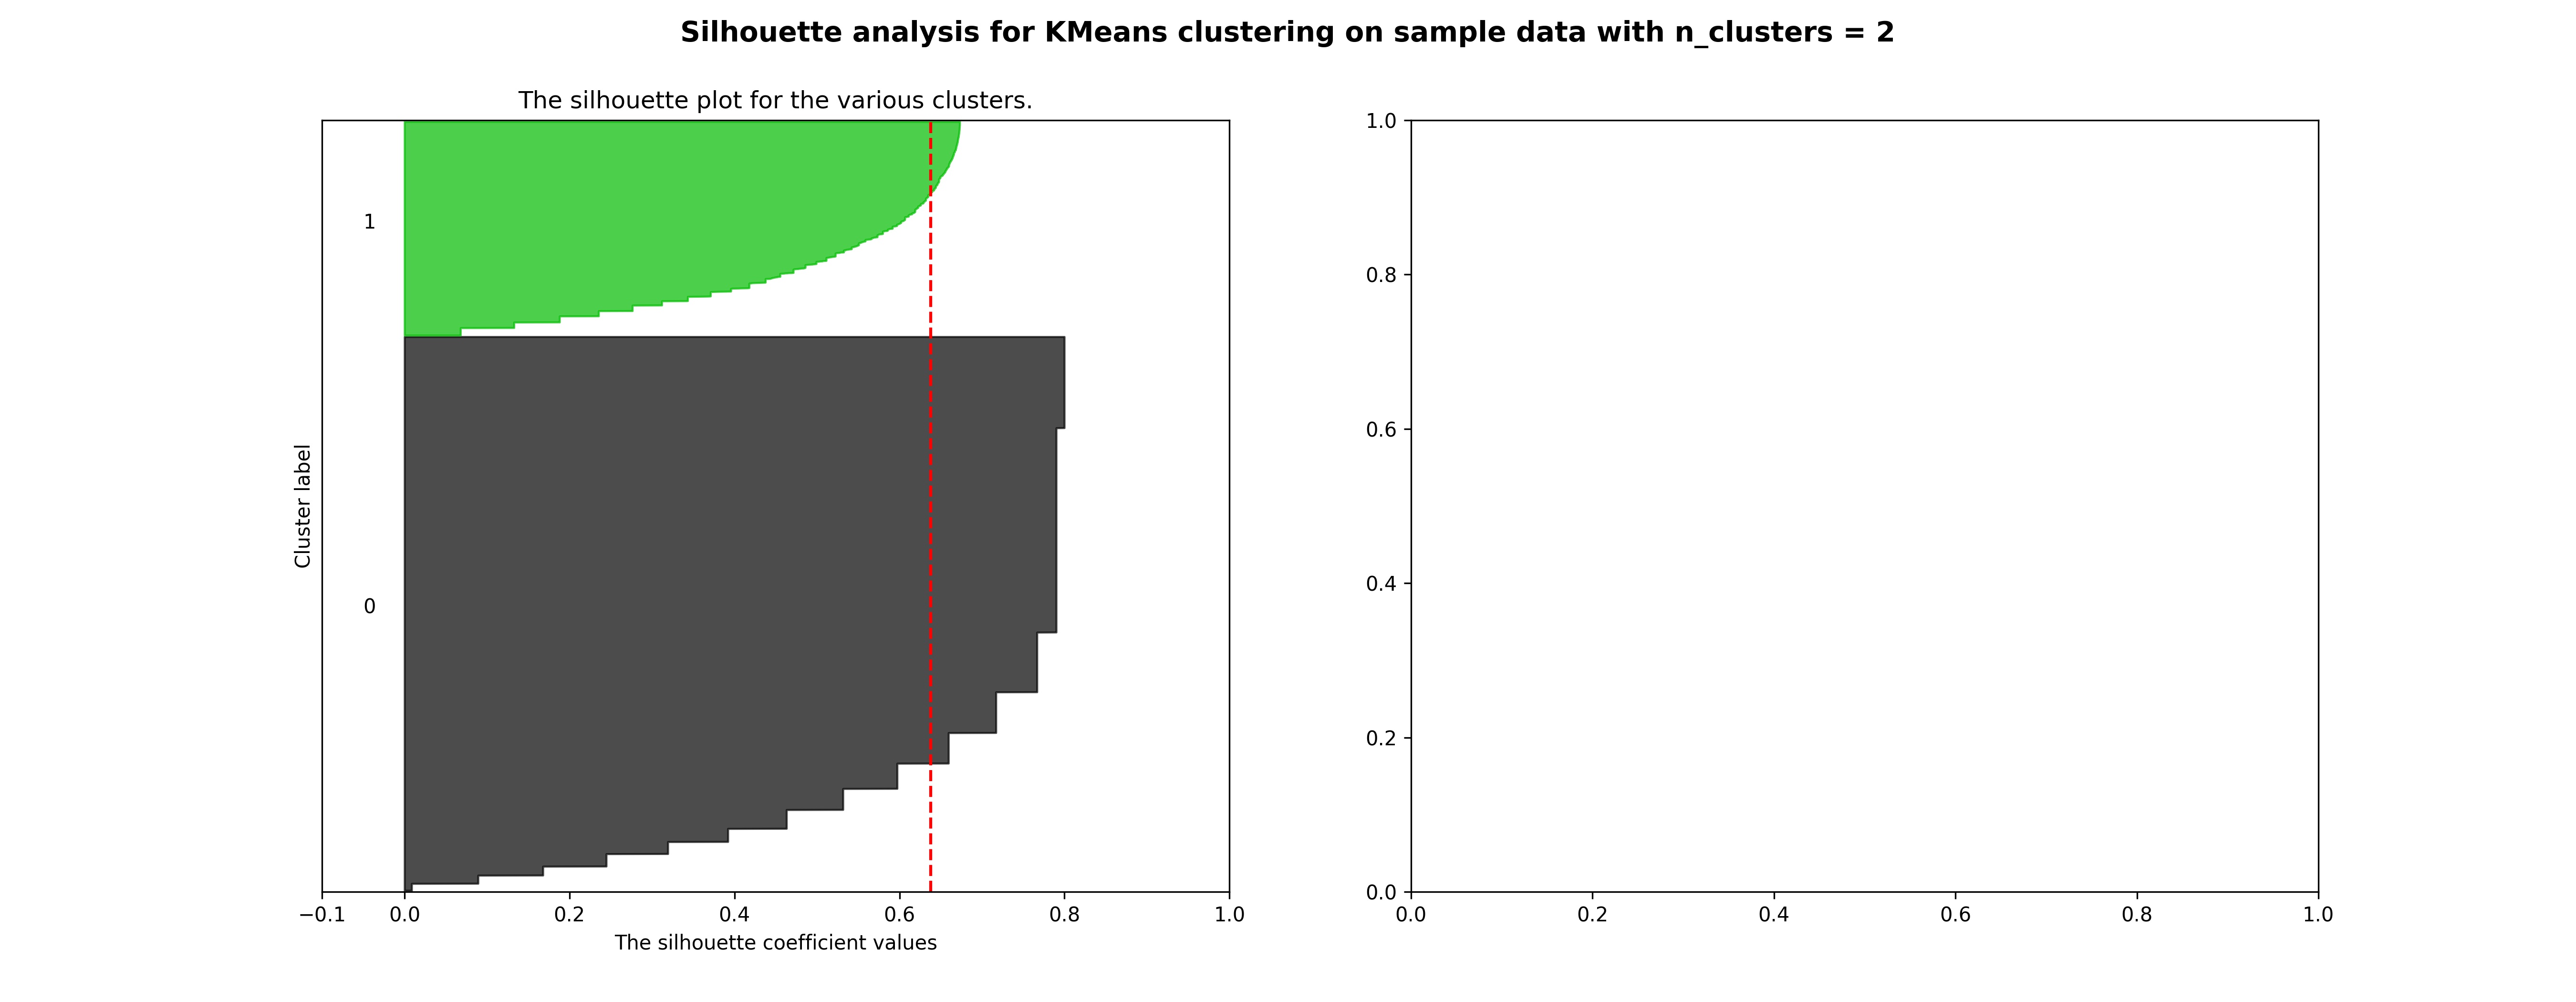 Silhouette analysis for KMeans clustering on sample data with n_clusters = 2
The silhouette plot for the various clusters.
Cluster label
1
0
−0.1 0.0 0.2 0.4 0.6 0.8 1.0
The silhouette coefficient values
1.0
0.8
0.6
0.4
0.2
0.0
0.0 0.2 0.4 0.6 0.8 1.0